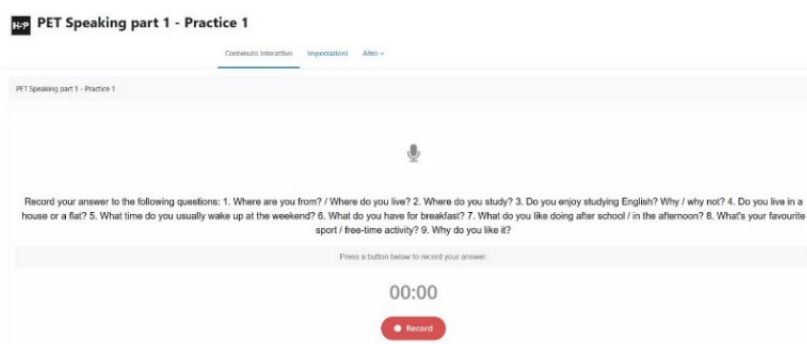 H-P PET Speaking part 1 - Practice 1
Contenuto Interattivo Impostazioni Altro
PET Speaking part 1 - Practice 1
Record your answer to the following questions: 1. Where are you from? / Where do you live? 2. Where do you study? 3. Do you enjoy studying English? Why / why not? 4. Do you live in a
house or a flat? 5. What time do you usually wake up at the weekend? 6. What do you have for breakfast? 7. What do you like doing after school / in the afternoon? 8. What's your favourite
sport / free-time activity? 9. Why do you like it?
Press a button below to record your answer.
00:00
Record